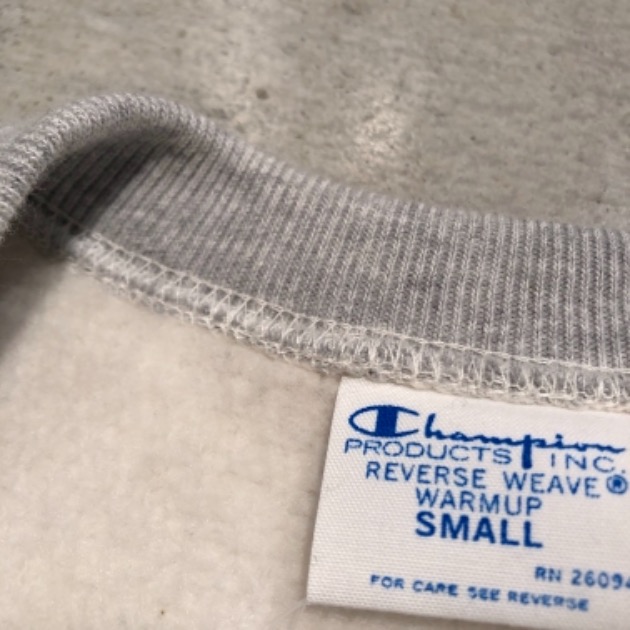 Champion
PRODUCTS INC.
REVERSE WEAVE®
WARMUP
SMALL
RN 26094
FOR CARE SEE REVERSE